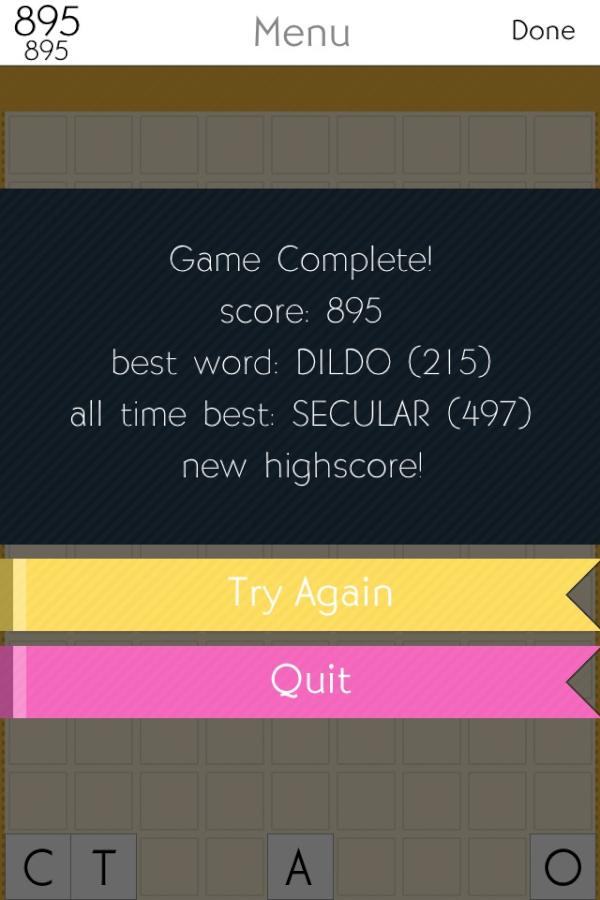 895
895
Menu
Done
Game Complete!
score: 895
best word: DILDO (215)
all time best: SECULAR (497)
new highscore!
Try Again
Quit
C T A O